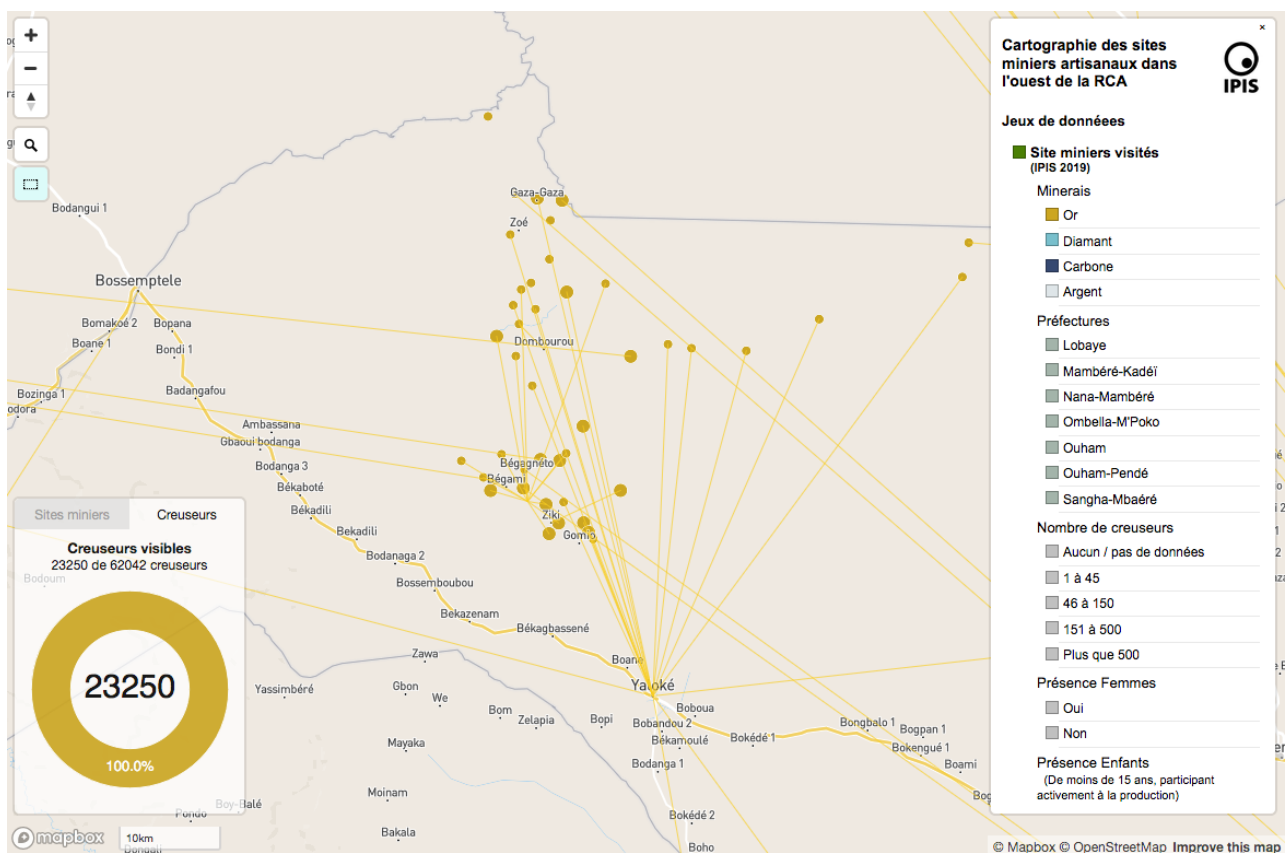 Cartographie des sites
miniers artisanaux dans
l'ouest de la RCA
IPIS
Jeux de donnéees
Site miniers visités
(IPIS 2019)
Minerais
Or
Diamant
Carbone
Argent
Préfectures
Lobaye
Mambéré-Kadéï
Nana-Mambéré
Ombella-M'Poko
Ouham
Ouham-Pendé
Sangha-Mbaéré
Nombre de creuseurs
Aucun / pas de données
1 à 45
46 à 150
151 à 500
Plus que 500
Présence Femmes
Oui
Non
Présence Enfants
(De moins de 15 ans, participant
activement à la production)
Gaza-Gaza
Zoé
Bodangui 1
Bossemptele
Bomakoé 2
Bopana
Boane 1
Bondi 1
Dombourou
Bozinga 1
Badangafou
Ambassana
Gbaoui bodanga
Bodanga 3
Bégagneto
Bégami
Békaboté
Békadili
Ziki
Bekadili
Gomio
Bodanaga 2
Bodoum
Bossemboubou
Bekazenam
Békagbassené
Zawa
Boane
Yaloké
Yassimbéré
Gbon
We
Bom
Zelapia
Bopi
Boboua
Bobandou 2
Békamoulé
Bokédé 1
Bongbalo 1
Bogpan 1
Bokengué 1
Boami
Mayaka
Bodanga 1
Moinam
Boy-Balé
Pondo
Bokédé 2
Bakala
Boho
Sites miniers
Creuseurs
Creuseurs visibles
23250 de 62042 creuseurs
23250
100.0%
mapbox
10km
© Mapbox © OpenStreetMap Improve this map